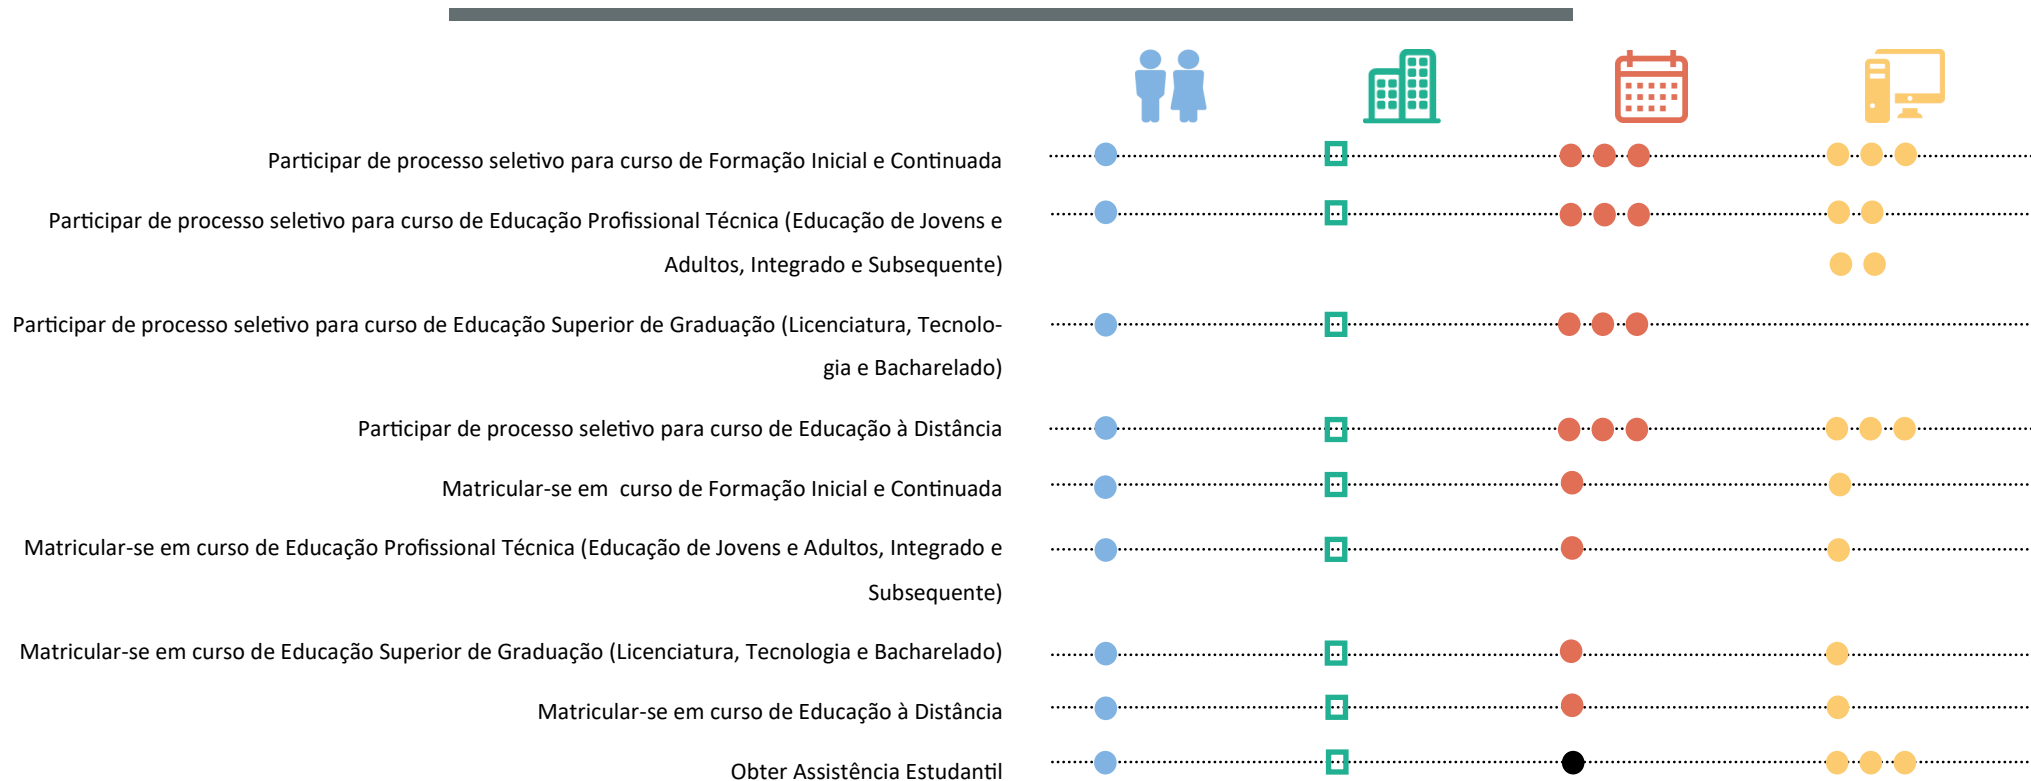 Participar de processo seletivo para curso de Formação Inicial e Continuada
Participar de processo seletivo para curso de Educação Profissional Técnica (Educação de Jovens e
Adultos, Integrado e Subsequente)
Participar de processo seletivo para curso de Educação Superior de Graduação (Licenciatura, Tecnolo-
gia e Bacharelado)
Participar de processo seletivo para curso de Educação à Distância
Matricular-se em  curso de Formação Inicial e Continuada
Matricular-se em curso de Educação Profissional Técnica (Educação de Jovens e Adultos, Integrado e
Subsequente)
Matricular-se em curso de Educação Superior de Graduação (Licenciatura, Tecnologia e Bacharelado)
Matricular-se em curso de Educação à Distância
Obter Assistência Estudantil